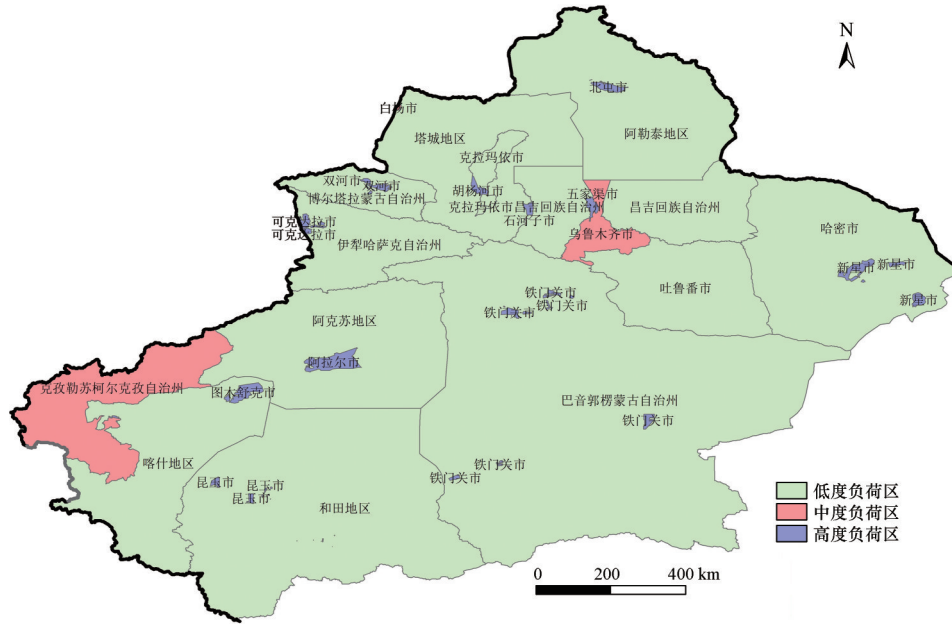 N
北屯市
白杨市
阿勒泰地区
塔城地区
克拉玛依市
双河市
双河市
博尔塔拉蒙古自治州
胡杨河市
五家渠市
克拉玛依市
昌吉回族自治州
昌吉回族自治州
石河子市
可克达拉市
可克达拉市
乌鲁木齐市
哈密市
伊犁哈萨克自治州
新星市
新星市
新星市
吐鲁番市
铁门关市
铁门关市
铁门关市
阿克苏地区
阿拉尔市
克孜勒苏柯尔克孜自治州
图木舒克市
巴音郭楞蒙古自治州
铁门关市
喀什地区
铁门关市
铁门关市
昆玉市
昆玉市
昆玉市
和田地区
低度负荷区
中度负荷区
高度负荷区
0 200 400 km